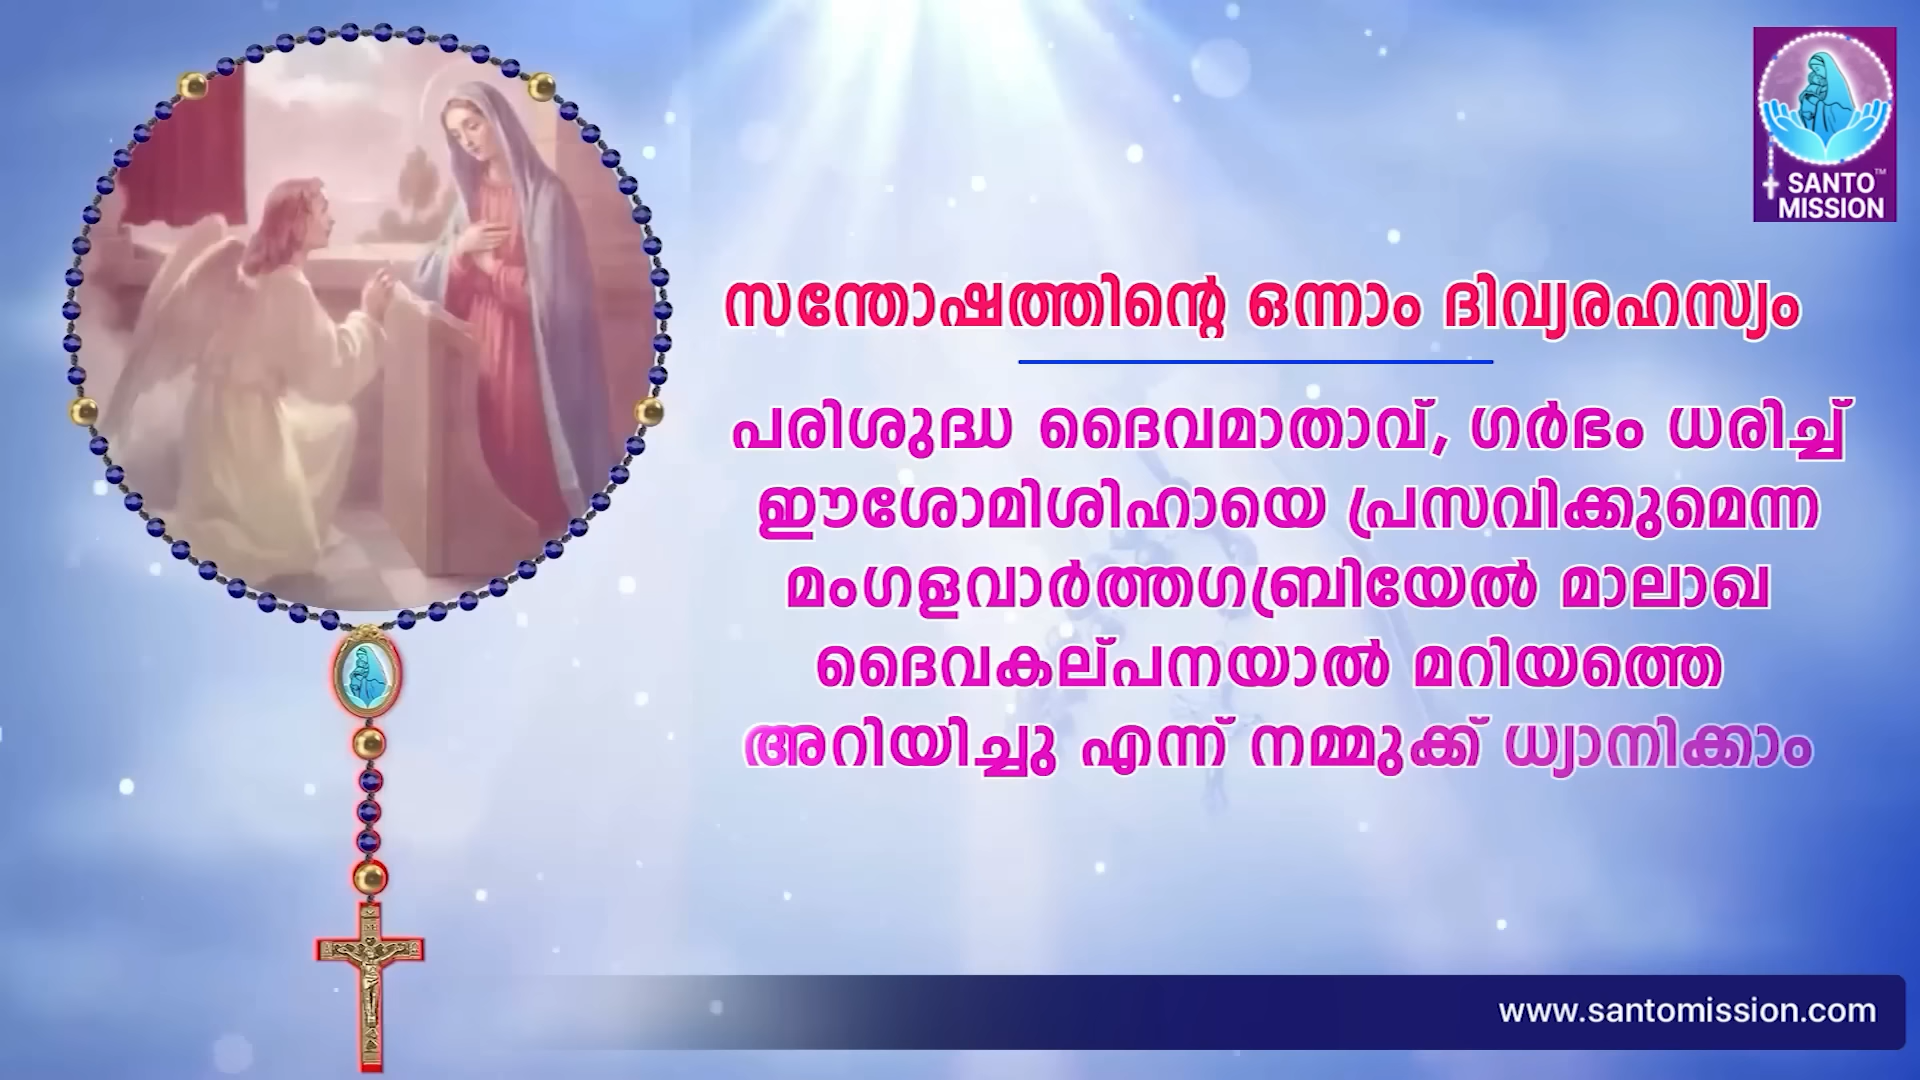 SANTO™
MISSION
സന്തോഷത്തിന്റെ ഒന്നാം ദിവ്യരഹസ്യം
പരിശുദ്ധ ദൈവമാതാവ്, ഗർഭം ധരിച്ച്
ഈശോമിശിഹായെ പ്രസവിക്കുമെന്ന
മംഗളവാർത്തഗബ്രിയേൽ മാലാഖ
ദൈവകല്പനയാൽ മറിയത്തെ
അറിയിച്ചു എന്ന് നമ്മുക്ക് ധ്യാനിക്കാം
www.santomission.com